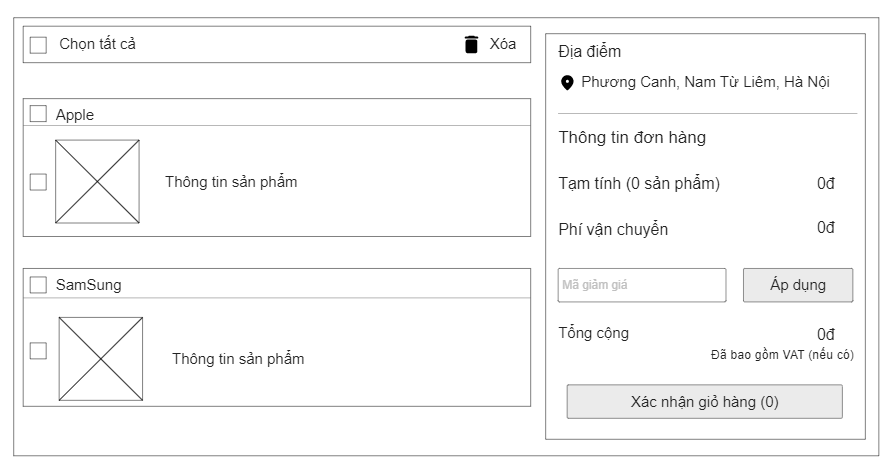 Chọn tất cả
Xóa
Apple
Thông tin sản phẩm
SamSung
Thông tin sản phẩm
Địa điểm
Phương Canh, Nam Từ Liêm, Hà Nội
Thông tin đơn hàng
Tạm tính (0 sản phẩm) 0đ
Phí vận chuyển 0đ
Mã giảm giá
Áp dụng
Tổng cộng 0đ
Đã bao gồm VAT (nếu có)
Xác nhận giỏ hàng (0)